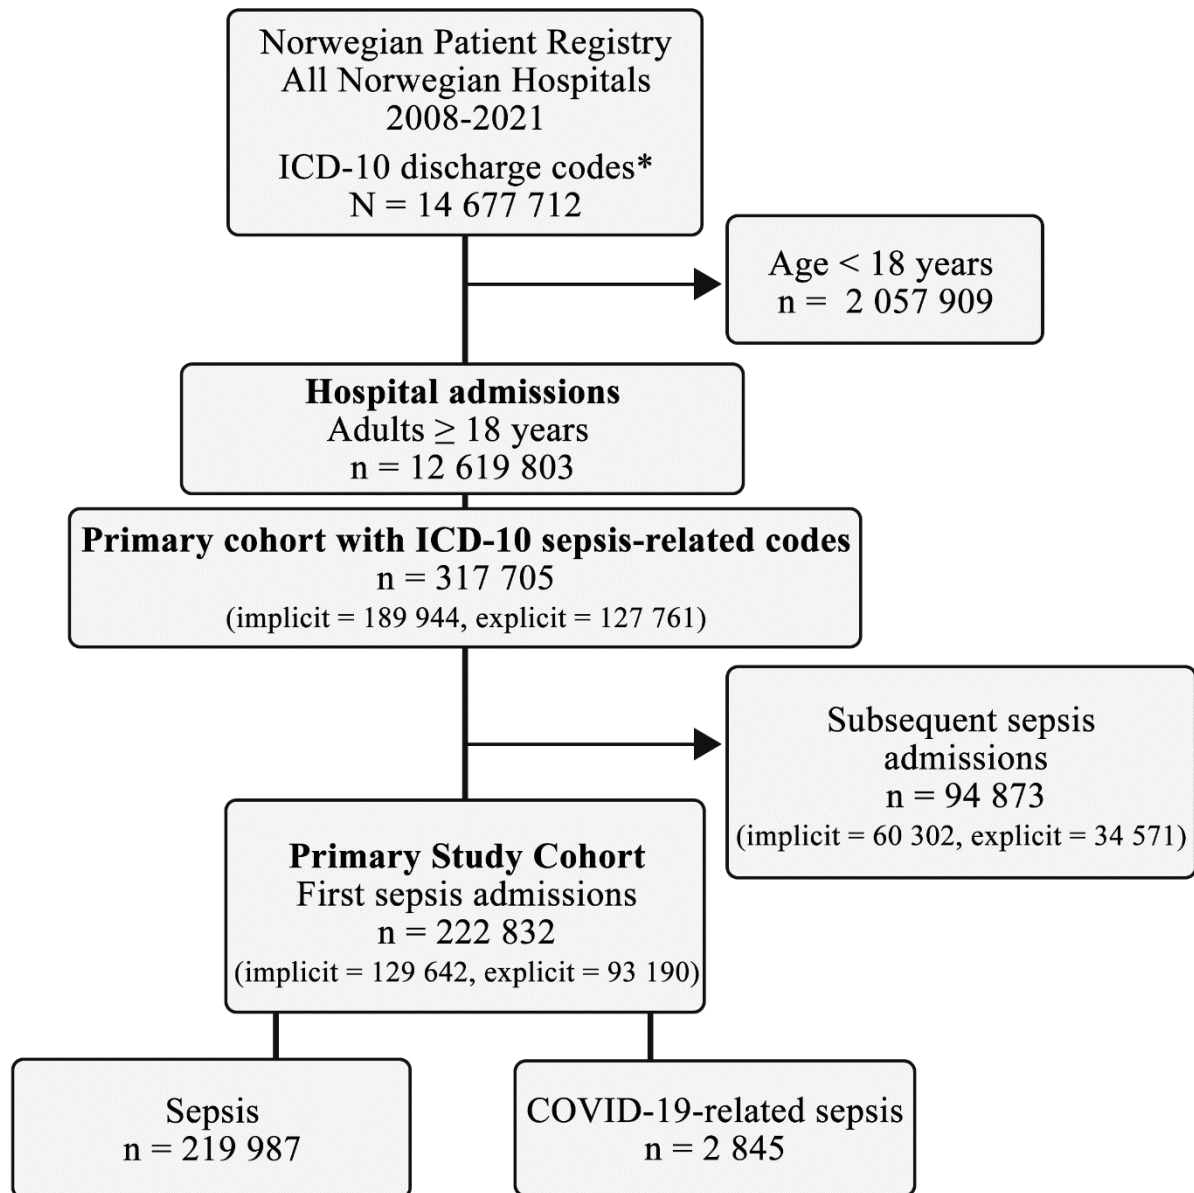 Norwegian Patient Registry
All Norwegian Hospitals
2008-2021
ICD-10 discharge codes*
N = 14 677 712
Age < 18 years
n = 2 057 909
Hospital admissions
Adults ≥ 18 years
n = 12 619 803
Primary cohort with ICD-10 sepsis-related codes
n = 317 705
(implicit = 189 944, explicit = 127 761)
Subsequent sepsis
admissions
n = 94 873
(implicit = 60 302, explicit = 34 571)
Primary Study Cohort
First sepsis admissions
n = 222 832
(implicit = 129 642, explicit = 93 190)
Sepsis
n = 219 987
COVID-19-related sepsis
n = 2 845